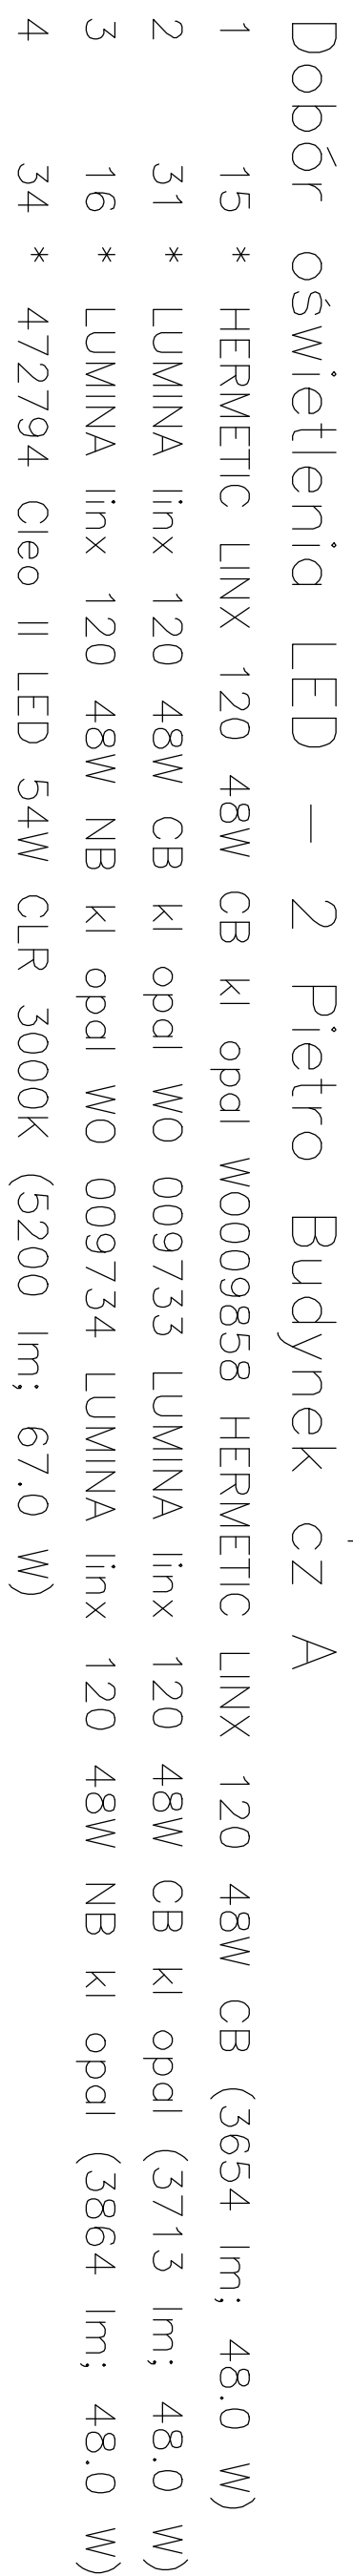 Dobór oświetlenia LED — 2 Pietro Budynek cz A
1 15 * HERMETIC LINX 120 48W CB kl opal WO009858 HERMETIC LINX 120 48W CB (3654 lm; 48.0 W)
2 31 * LUMINA linx 120 48W CB kl opal WO 009733 LUMINA linx 120 48W CB kl opal (3713 lm; 48.0 W)
3 16 * LUMINA linx 120 48W NB kl opal WO 009734 LUMINA linx 120 48W NB kl opal (3864 lm; 48.0 W)
4 34 * 472794 Cleo II LED 54W CLR 3000K (5200 lm; 67.0 W)